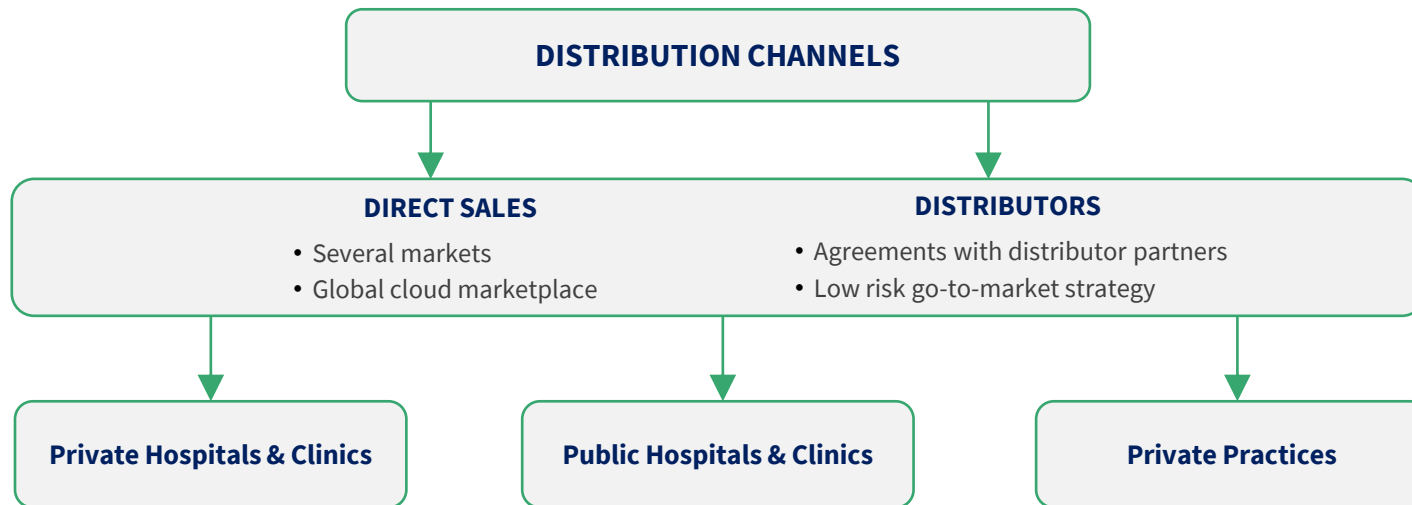 DISTRIBUTION CHANNELS
DIRECT SALES
• Several markets
• Global cloud marketplace
DISTRIBUTORS
• Agreements with distributor partners
• Low risk go-to-market strategy
Private Hospitals & Clinics
Public Hospitals & Clinics
Private Practices